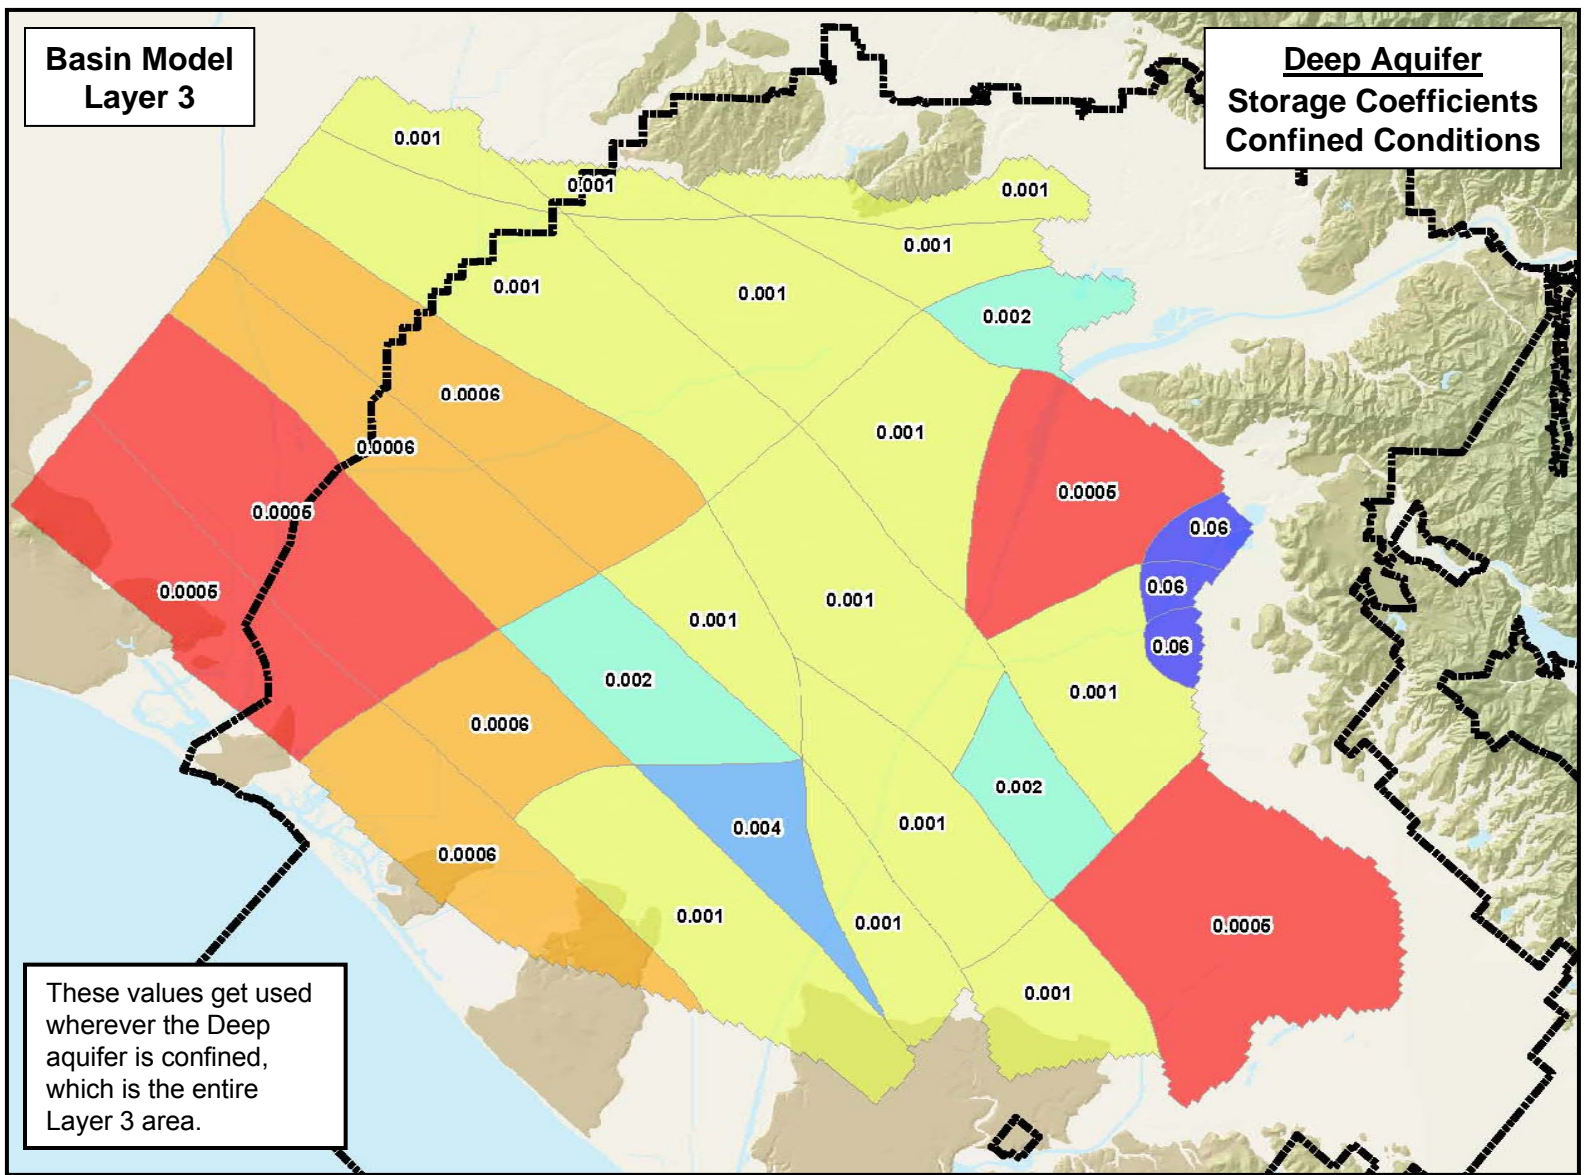 Basin Model
Layer 3
Deep Aquifer
Storage Coefficients
Confined Conditions
0.001
0.001
0.001
0.001
0.001
0.001
0.002
0.0006
0.001
0.0006
0.0005
0.0005
0.06
0.0005
0.06
0.001
0.001
0.06
0.002
0.001
0.0006
0.002
0.004
0.001
0.0006
0.001
0.001
0.0005
0.001
These values get used
wherever the Deep
aquifer is confined,
which is the entire
Layer 3 area.